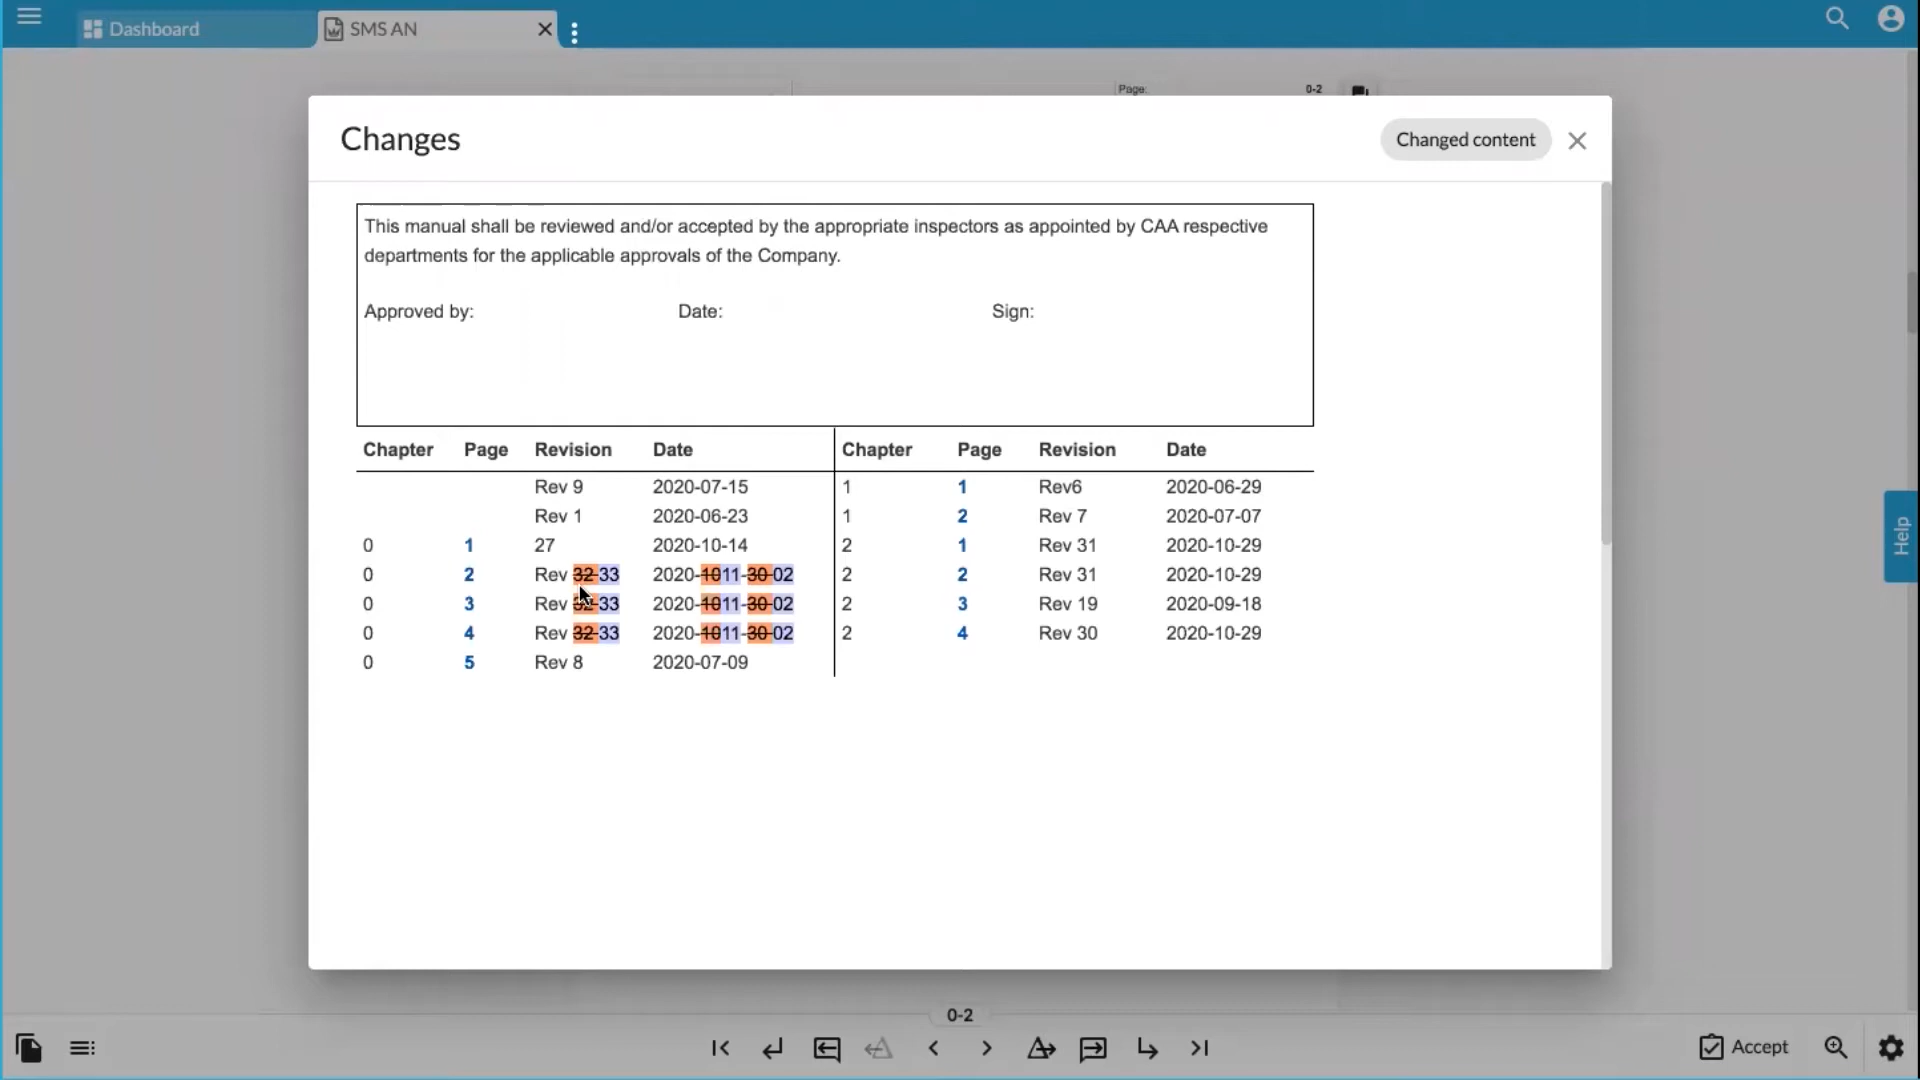 Dashboard
SMS AN
Page: 0-2
Changes
Changed content
This manual shall be reviewed and/or accepted by the appropriate inspectors as appointed by CAA respective
departments for the applicable approvals of the Company.
Approved by: Date: Sign:
Chapter Page Revision Date Chapter Page Revision Date
Rev 9 2020-07-15 1 1 Rev6 2020-06-29
Rev 1 2020-06-23 1 2 Rev 7 2020-07-07
0 1 27 2020-10-14 2 1 Rev 31 2020-10-29
0 2 Rev 32 33 2020-1011-30 02 2 2 Rev 31 2020-10-29
0 3 Rev 32 33 2020-1011-30 02 2 3 Rev 19 2020-09-18
0 4 Rev 32 33 2020-1011-30 02 2 4 Rev 30 2020-10-29
0 5 Rev 8 2020-07-09
Help
0-2
Accept